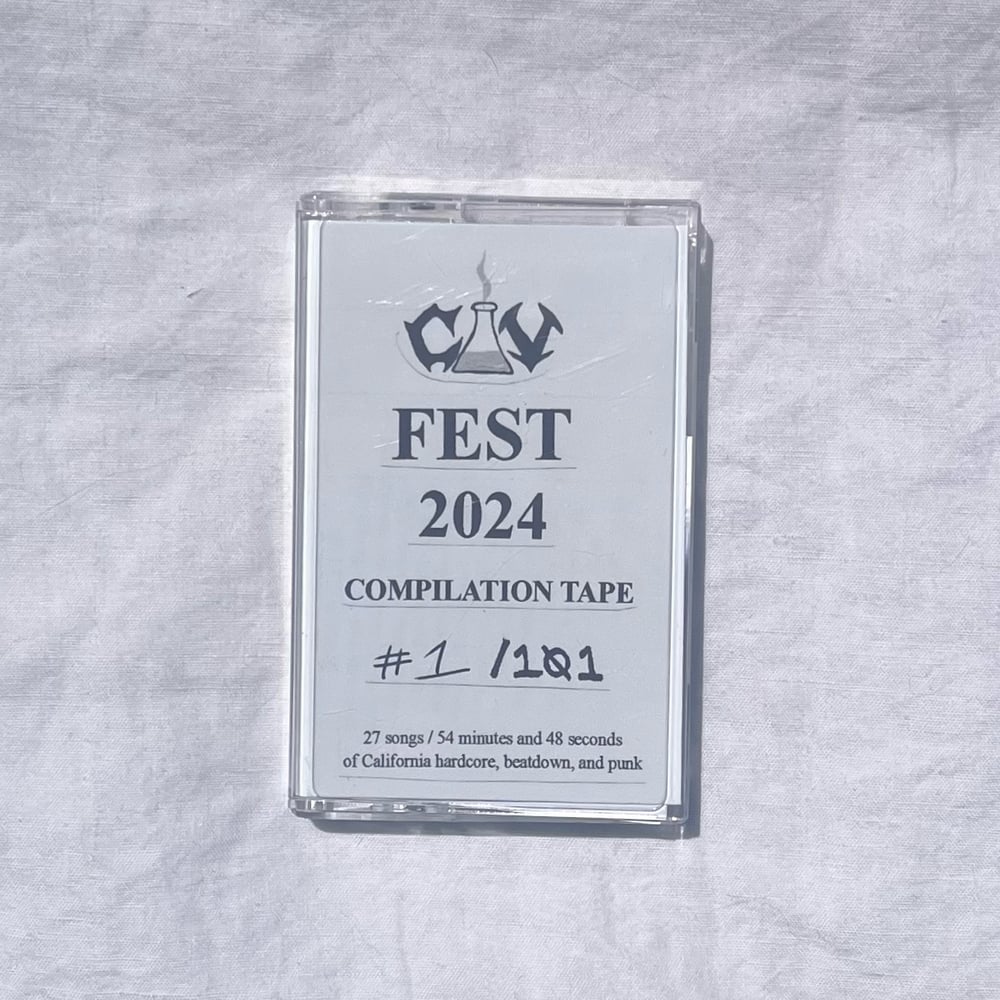 CV
FEST
2024
COMPILATION TAPE
#1 /101
27 songs / 54 minutes and 48 seconds
of California hardcore, beatdown, and punk